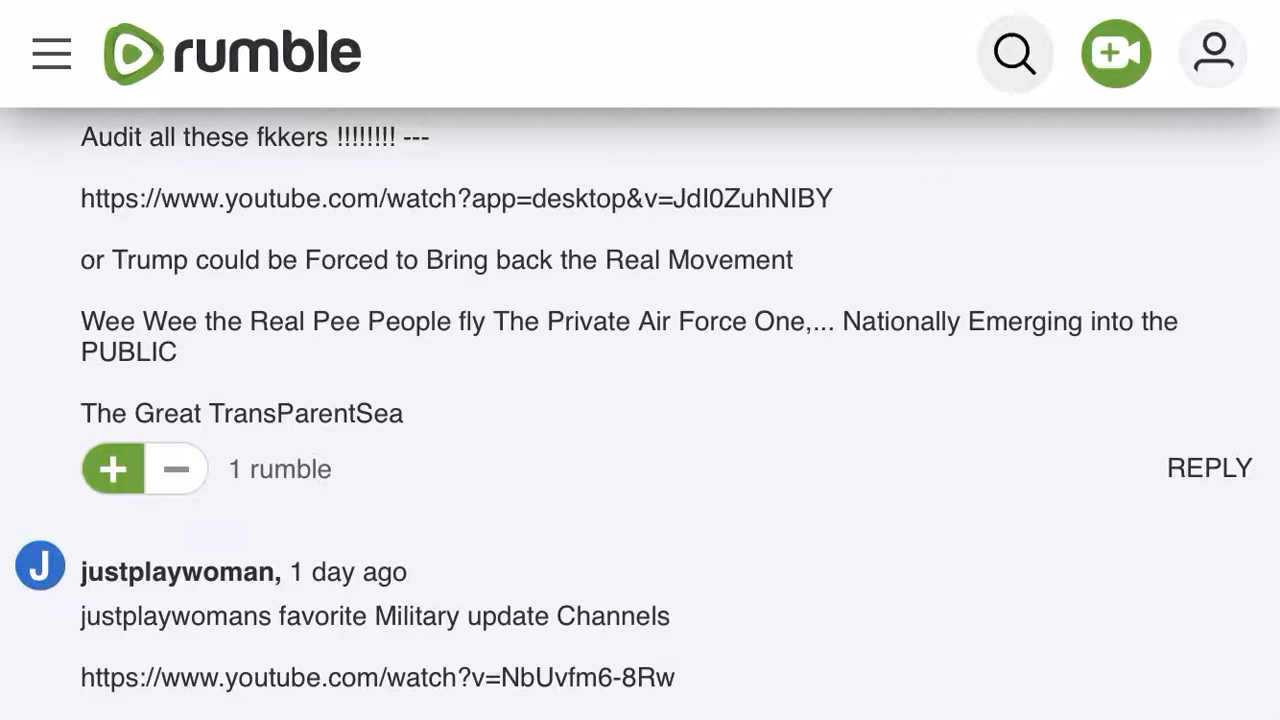 rumble
Audit all these fkkers !!!!!!!! ---
https://www.youtube.com/watch?app=desktop&v=JdI0ZuhNIBY
or Trump could be Forced to Bring back the Real Movement
Wee Wee the Real Pee People fly The Private Air Force One,... Nationally Emerging into the
PUBLIC
The Great TransParentSea
+ − 1 rumble REPLY
J justplaywoman, 1 day ago
justplaywomans favorite Military update Channels
https://www.youtube.com/watch?v=NbUvfm6-8Rw